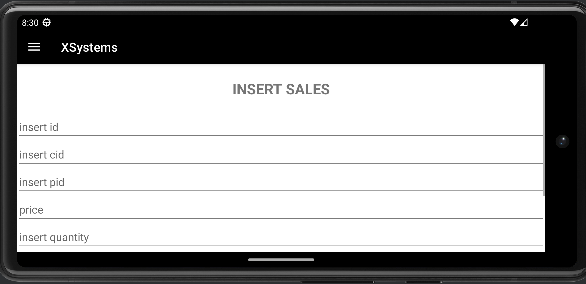 8:30
XSystems
INSERT SALES
insert id
insert cid
insert pid
price
insert quantity